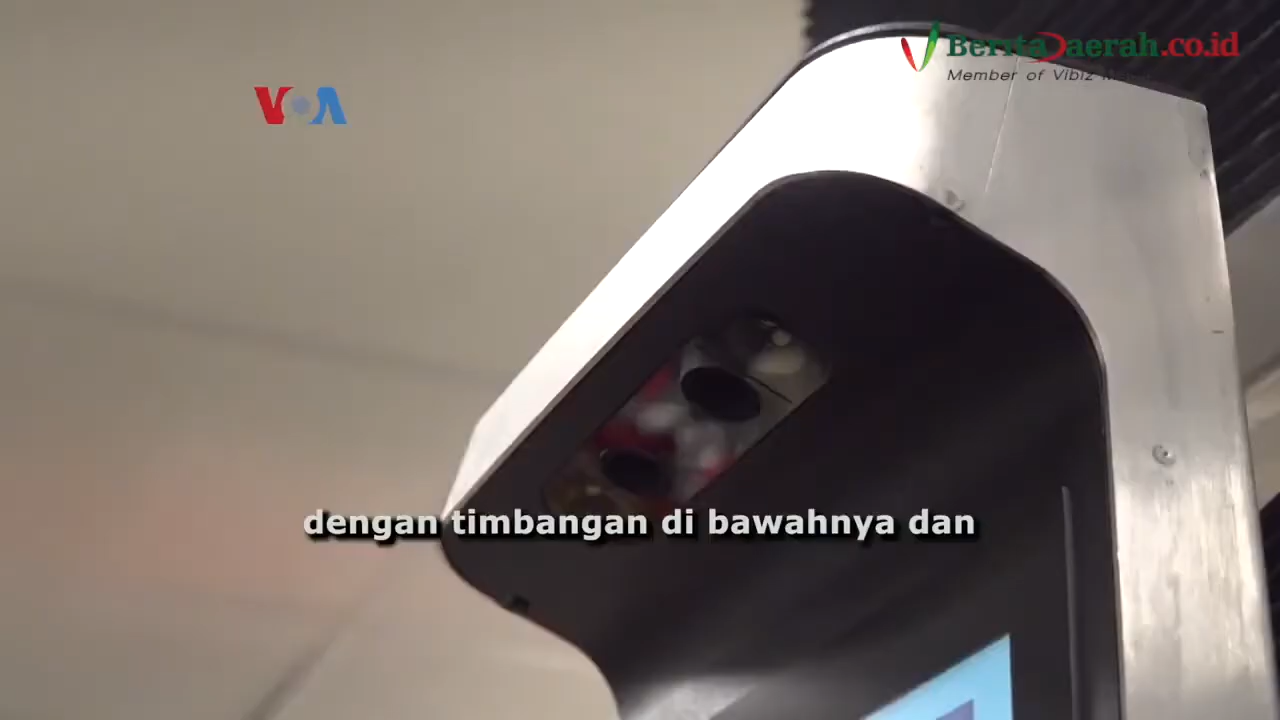 BeritaDaerah.co.id
Member of Vibiz
VOA
dengan timbangan di bawahnya dan